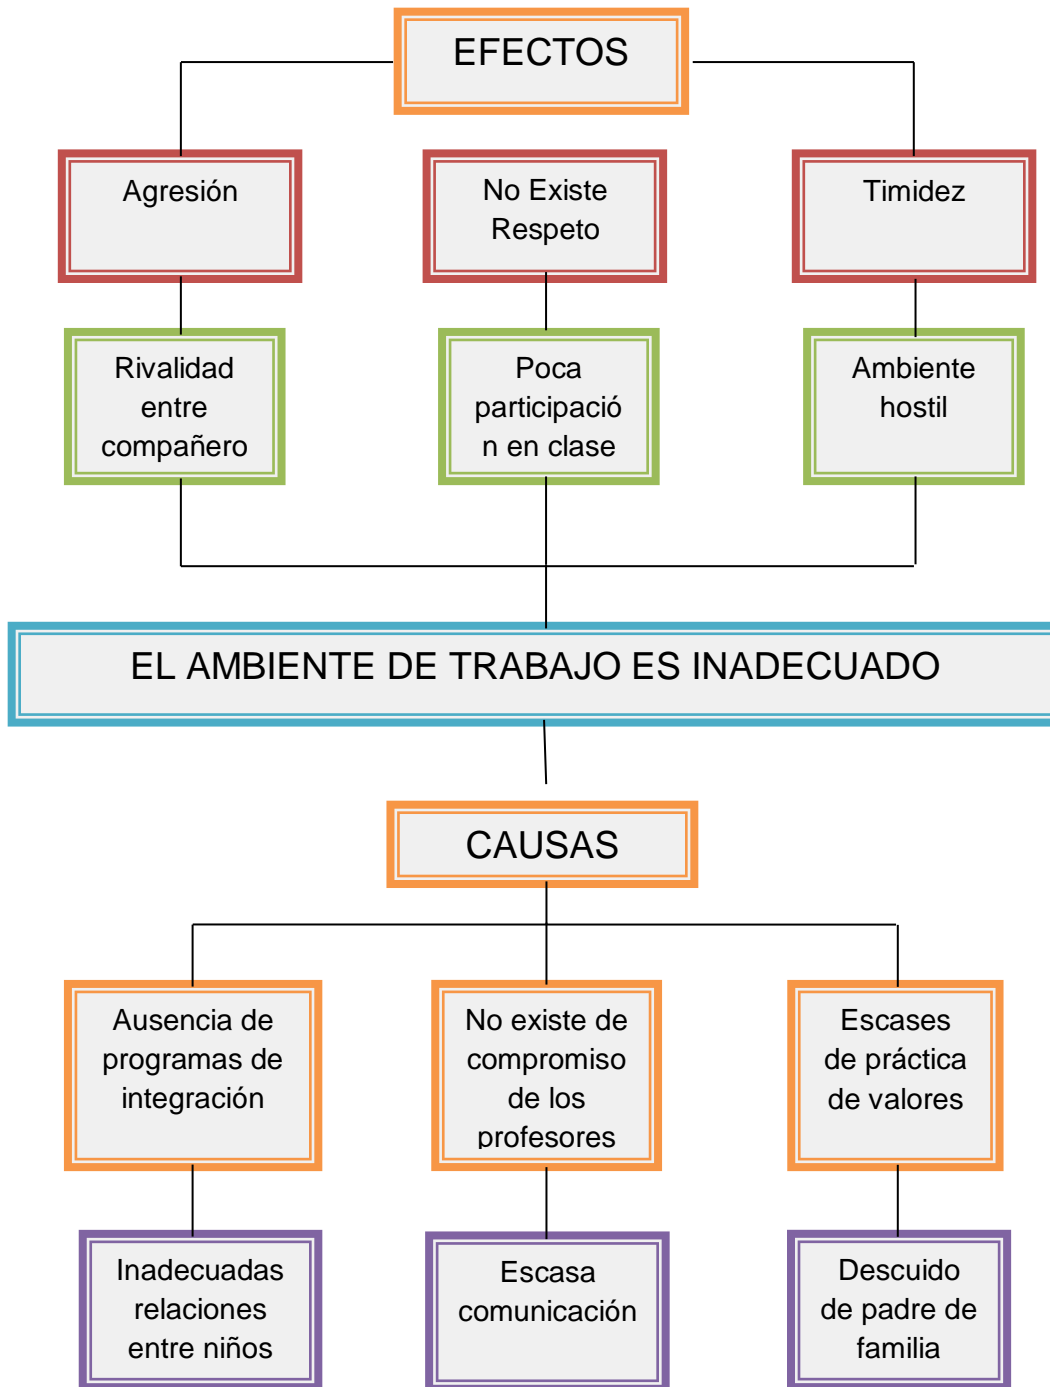 EFECTOS
Agresión
No Existe
Respeto
Timidez
Rivalidad
entre
compañero
Poca
participació
n en clase
Ambiente
hostil
EL AMBIENTE DE TRABAJO ES INADECUADO
CAUSAS
Ausencia de
programas de
integración
No existe de
compromiso
de los
profesores
Escases
de práctica
de valores
Inadecuadas
relaciones
entre niños
Escasa
comunicación
Descuido
de padre de
familia